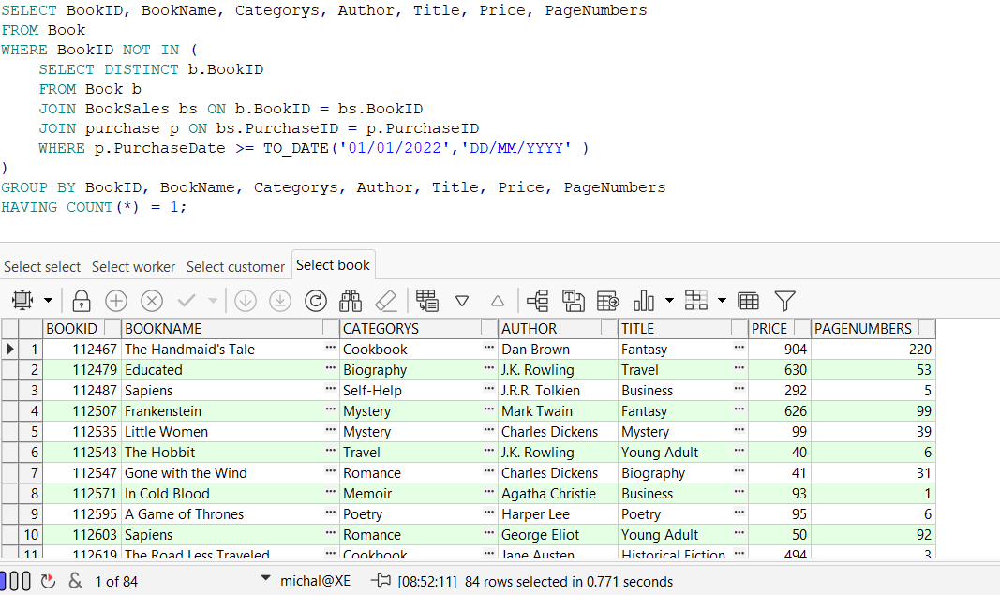 SELECT BookID, BookName, Categorys, Author, Title, Price, PageNumbers
FROM Book
WHERE BookID NOT IN (
    SELECT DISTINCT b.BookID
    FROM Book b
    JOIN BookSales bs ON b.BookID = bs.BookID
    JOIN purchase p ON bs.PurchaseID = p.PurchaseID
    WHERE p.PurchaseDate >= TO_DATE('01/01/2022','DD/MM/YYYY' )
)
GROUP BY BookID, BookName, Categorys, Author, Title, Price, PageNumbers
HAVING COUNT(*) = 1;
Select select Select worker Select customer Select book
BOOKID BOOKNAME CATEGORYS AUTHOR TITLE PRICE PAGENUMBERS
1 112467 The Handmaid's Tale ··· Cookbook ··· Dan Brown Fantasy ··· 904 220
2 112479 Educated ··· Biography ··· J.K. Rowling Travel ··· 630 53
3 112487 Sapiens ··· Self-Help ··· J.R.R. Tolkien Business ··· 292 5
4 112507 Frankenstein ··· Mystery ··· Mark Twain Fantasy ··· 626 99
5 112535 Little Women ··· Mystery ··· Charles Dickens Mystery ··· 99 39
6 112543 The Hobbit ··· Travel ··· J.K. Rowling Young Adult ··· 40 6
7 112547 Gone with the Wind ··· Romance ··· Charles Dickens Biography ··· 41 31
8 112571 In Cold Blood ··· Memoir ··· Agatha Christie Business ··· 93 1
9 112595 A Game of Thrones ··· Poetry ··· Harper Lee Poetry ··· 95 6
10 112603 Sapiens ··· Romance ··· George Eliot Young Adult ··· 50 92
11 112619 The Road Less Traveled ··· Cookbook ··· Jane Austen Historical Fiction ··· 494 3
& 1 of 84 michal@XE [08:52:11] 84 rows selected in 0.771 seconds